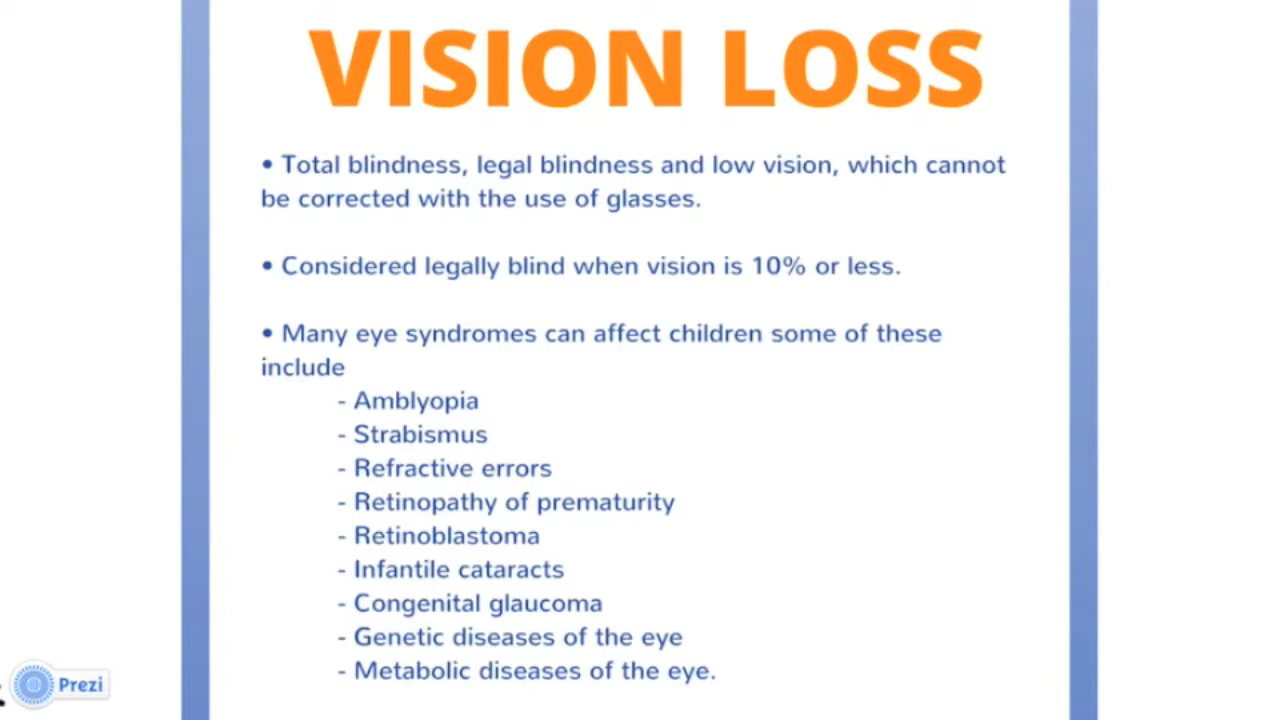 VISION LOSS
• Total blindness, legal blindness and low vision, which cannot
be corrected with the use of glasses.
• Considered legally blind when vision is 10% or less.
• Many eye syndromes can affect children some of these
include
- Amblyopia
- Strabismus
- Refractive errors
- Retinopathy of prematurity
- Retinoblastoma
- Infantile cataracts
- Congenital glaucoma
- Genetic diseases of the eye
- Metabolic diseases of the eye.
Prezi